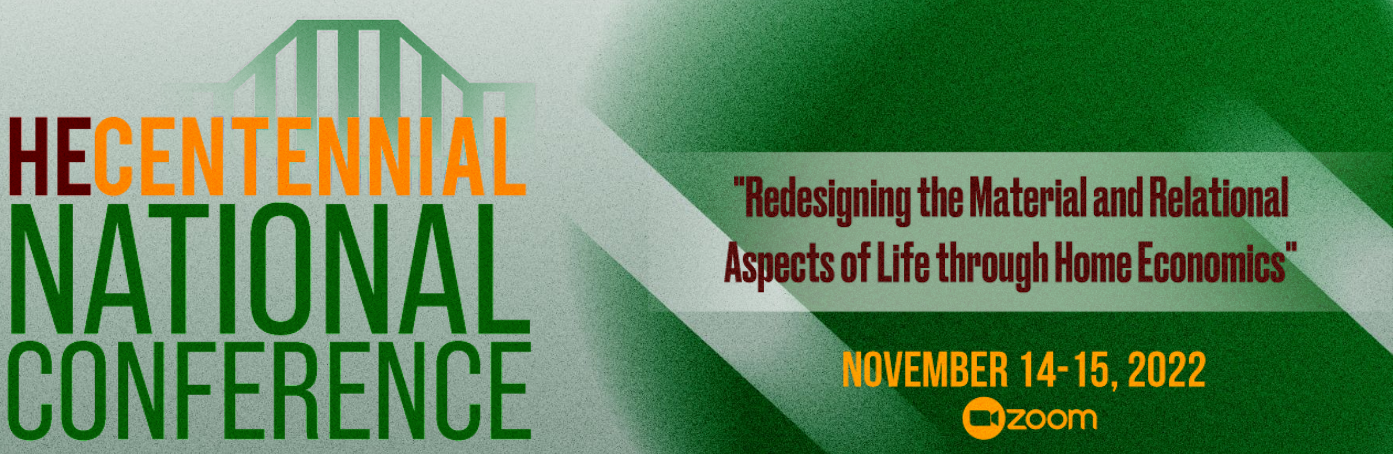 HECENTENNIAL
NATIONAL
CONFERENCE
"Redesigning the Material and Relational
Aspects of Life through Home Economics"
NOVEMBER 14-15, 2022
zoom